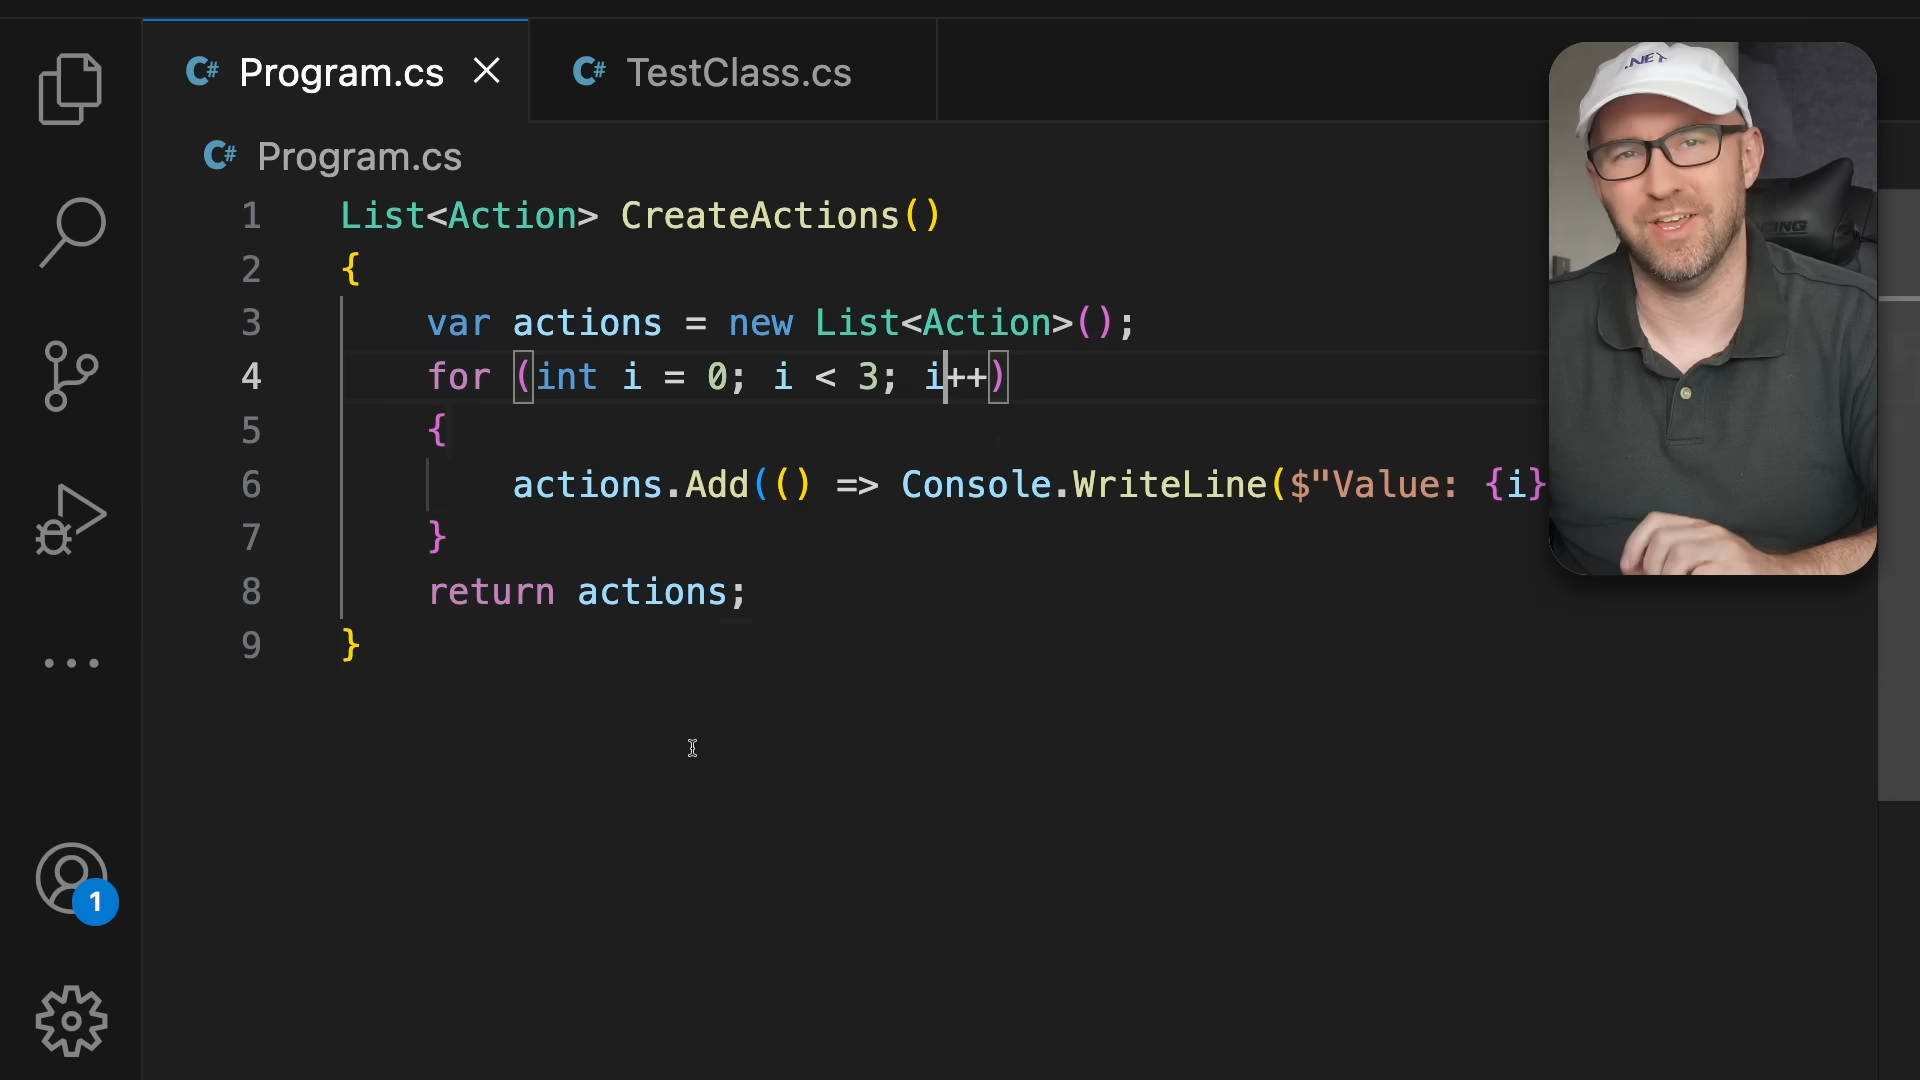 Program.cs
TestClass.cs
Program.cs
1 List<Action> CreateActions()
2 {
3 var actions = new List<Action>();
4 for (int i = 0; i < 3; i++)
5 {
6 actions.Add(() => Console.WriteLine($"Value: {i}
7 }
8 return actions;
9 }
1
.NET